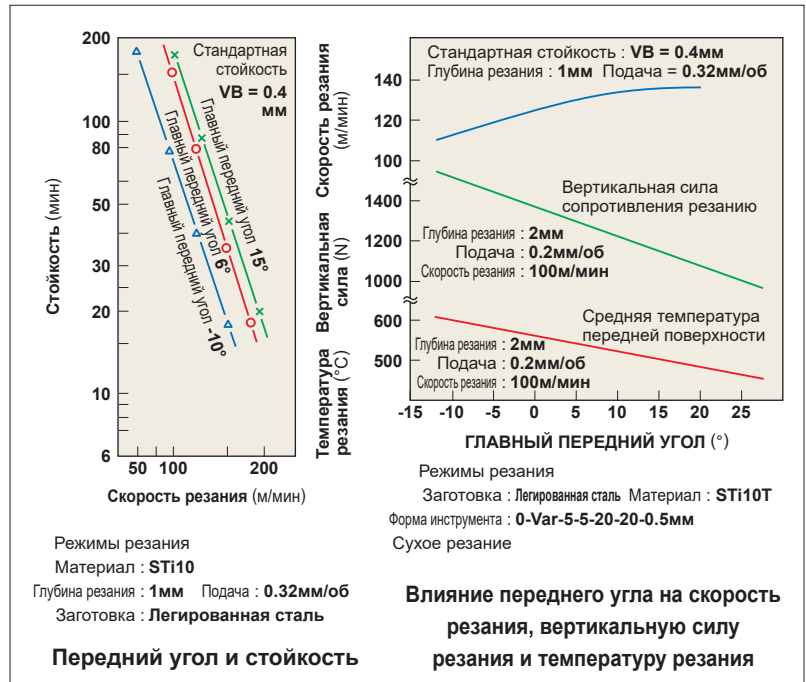 200
100
80
50
30
20
10
6
Стойкость (мин)
Стандартная
стойкость
VB = 0.4
мм
Главный передний угол 15°
Главный передний угол 6°
Главный передний угол -10°
50 100 200
Скорость резания (м/мин)
Режимы резания
Материал : STi10
Глубина резания : 1мм Подача : 0.32мм/об
Заготовка : Легированная сталь
Передний угол и стойкость
Скорость резания
(м/мин)
Вертикальная
сила (N)
Температура
резания (°C)
140
120
100
1400
1200
1000
600
500
Стандартная стойкость : VB = 0.4мм
Глубина резания : 1мм Подача = 0.32мм/об
Вертикальная сила
сопротивления резанию
Глубина резания : 2мм
Подача : 0.2мм/об
Скорость резания : 100м/мин
Средняя температура
передней поверхности
Глубина резания : 2мм
Подача : 0.2мм/об
Скорость резания : 100м/мин
-15 -10 -5 0 5 10 15 20 25
ГЛАВНЫЙ ПЕРЕДНИЙ УГОЛ (°)
Режимы резания
Заготовка : Легированная сталь Материал : STi10T
Форма инструмента : 0-Var-5-5-20-20-0.5мм
Сухое резание
Влияние переднего угла на скорость
резания, вертикальную силу
резания и температуру резания